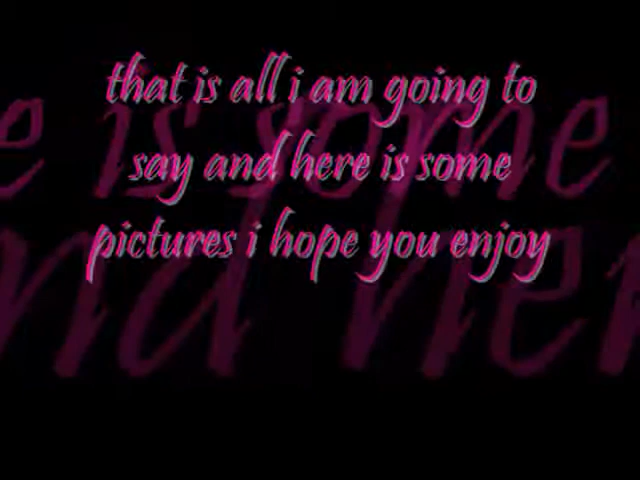 that is all i am going to
say and here is some
pictures i hope you enjoy